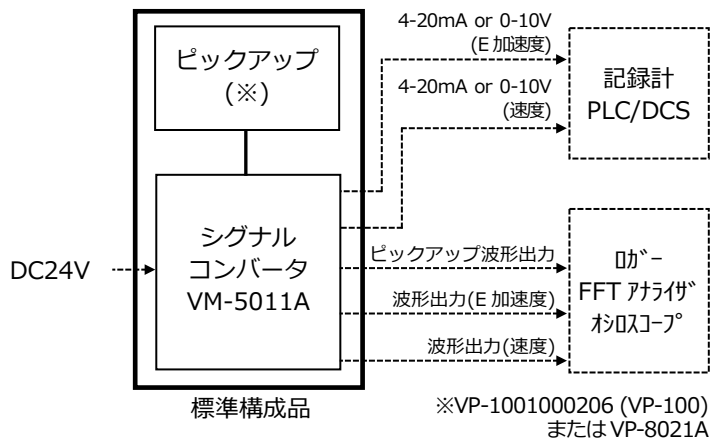 4-20mA or 0-10V
(E 加速度)
ピックアップ
(※)
4-20mA or 0-10V
(速度)
記録計
PLC/DCS
シグナル
コンバータ
VM-5011A
DC24V
ピックアップ波形出力
波形出力(E 加速度)
波形出力(速度)
ﾛｶﾞｰ
FFT ｱﾅﾗｲｻﾞ
ｵｼﾛｽｺｰﾌﾟ
標準構成品
※VP-1001000206 (VP-100)
または VP-8021A